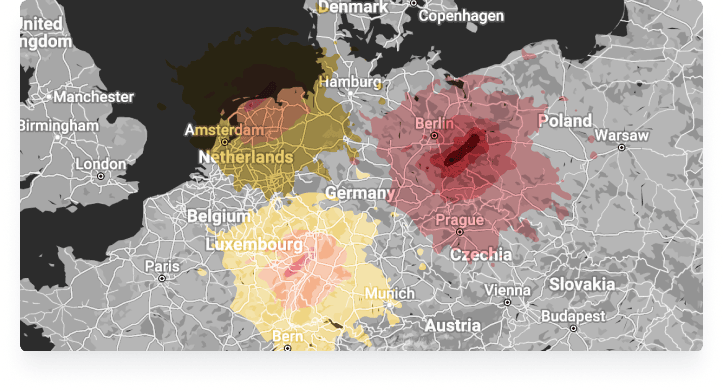 Denmark
Copenhagen
United
Kingdom
Hamburg
Manchester
Birmingham
Amsterdam
Berlin
Poland
Warsaw
London
Netherlands
Germany
Belgium
Prague
Luxembourg
Czechia
Paris
Munich
Vienna
Slovakia
Budapest
Austria
Bern